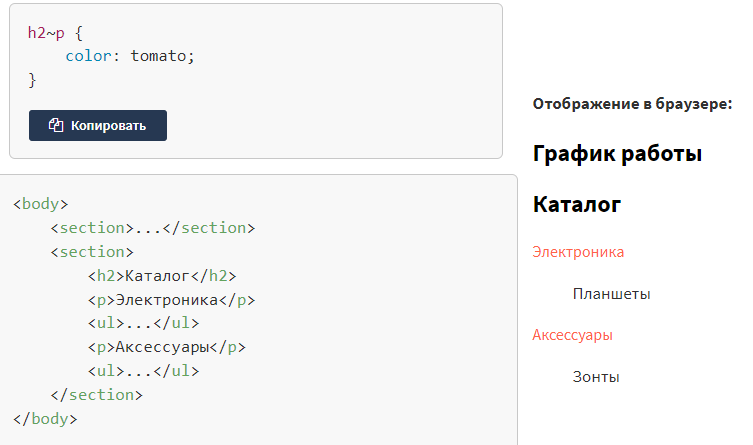 h2~p {
    color: tomato;
}
Копировать
<body>
    <section>...</section>
    <section>
        <h2>Каталог</h2>
        <p>Электроника</p>
        <ul>...</ul>
        <p>Аксессуары</p>
        <ul>...</ul>
    </section>
</body>
Отображение в браузере:
График работы
Каталог
Электроника
Планшеты
Аксессуары
Зонты